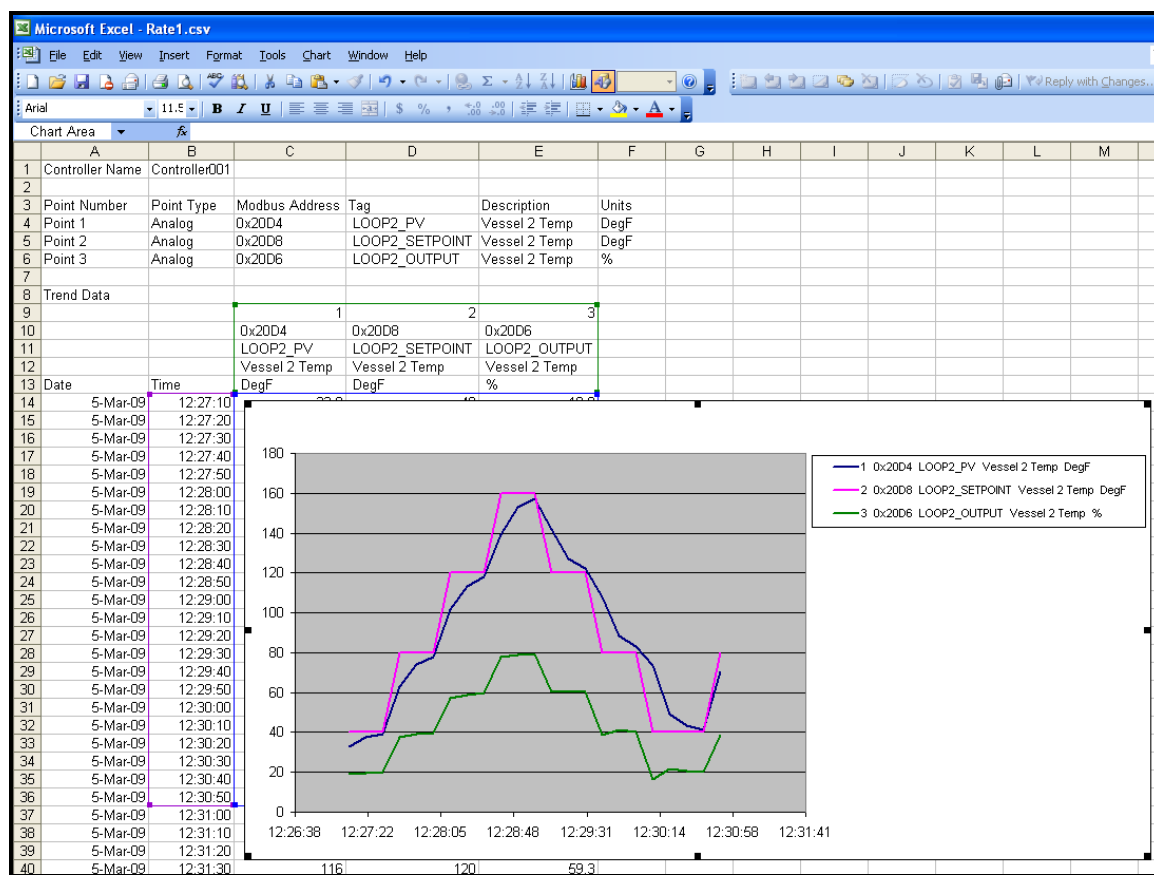 Microsoft Excel - Rate1.csv
File Edit View Insert Format Tools Chart Window Help
Reply with Changes...
Arial 11.5 B I U $ % ,
Chart Area fx
A B C D E F G H I J K L M
1 Controller Name Controller001
2
3 Point Number Point Type Modbus Address Tag Description Units
4 Point 1 Analog 0x20D4 LOOP2_PV Vessel 2 Temp DegF
5 Point 2 Analog 0x20D8 LOOP2_SETPOINT Vessel 2 Temp DegF
6 Point 3 Analog 0x20D6 LOOP2_OUTPUT Vessel 2 Temp %
7
8 Trend Data
9 1 2 3
10 0x20D4 0x20D8 0x20D6
11 LOOP2_PV LOOP2_SETPOINT LOOP2_OUTPUT
12 Vessel 2 Temp Vessel 2 Temp Vessel 2 Temp
13 Date Time DegF DegF %
14 5-Mar-09 12:27:10
15 5-Mar-09 12:27:20
16 5-Mar-09 12:27:30
17 5-Mar-09 12:27:40
18 5-Mar-09 12:27:50
19 5-Mar-09 12:28:00
20 5-Mar-09 12:28:10
21 5-Mar-09 12:28:20
22 5-Mar-09 12:28:30
23 5-Mar-09 12:28:40
24 5-Mar-09 12:28:50
25 5-Mar-09 12:29:00
26 5-Mar-09 12:29:10
27 5-Mar-09 12:29:20
28 5-Mar-09 12:29:30
29 5-Mar-09 12:29:40
30 5-Mar-09 12:29:50
31 5-Mar-09 12:30:00
32 5-Mar-09 12:30:10
33 5-Mar-09 12:30:20
34 5-Mar-09 12:30:30
35 5-Mar-09 12:30:40
36 5-Mar-09 12:30:50
37 5-Mar-09 12:31:00
38 5-Mar-09 12:31:10
39 5-Mar-09 12:31:20
40 5-Mar-09 12:31:30 116 120 59.3
180
160
140
120
100
80
60
40
20
0
12:26:38 12:27:22 12:28:05 12:28:48 12:29:31 12:30:14 12:30:58 12:31:41
1 0x20D4 LOOP2_PV Vessel 2 Temp DegF
2 0x20D8 LOOP2_SETPOINT Vessel 2 Temp DegF
3 0x20D6 LOOP2_OUTPUT Vessel 2 Temp %